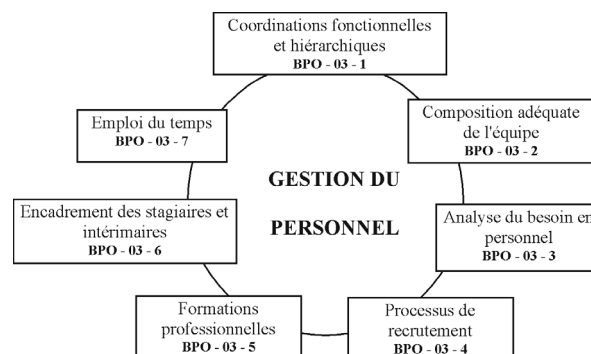 Coordinations fonctionnelles
et hiérarchiques
BPO - 03 - 1
Composition adéquate
de l'équipe
BPO - 03 - 2
Analyse du besoin en
personnel
BPO - 03 - 3
Processus de
recrutement
BPO - 03 - 4
Formations
professionnelles
BPO - 03 - 5
Encadrement des stagiaires et
intérimaires
BPO - 03 - 6
Emploi du temps
BPO - 03 - 7
GESTION DU
PERSONNEL